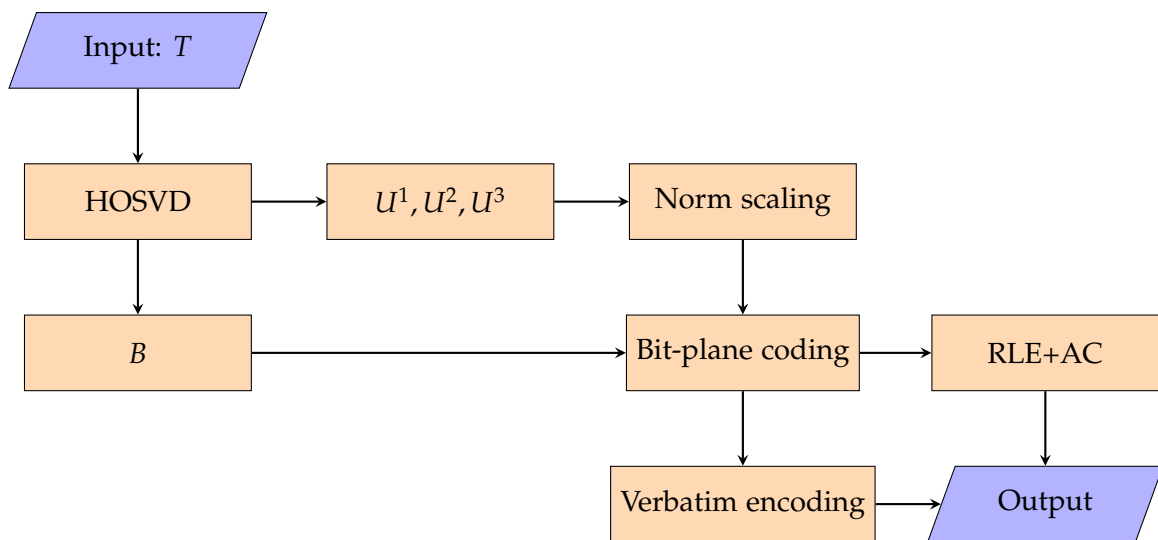 Input: T
HOSVD
U¹, U², U³
Norm scaling
B
Bit-plane coding
RLE+AC
Verbatim encoding
Output